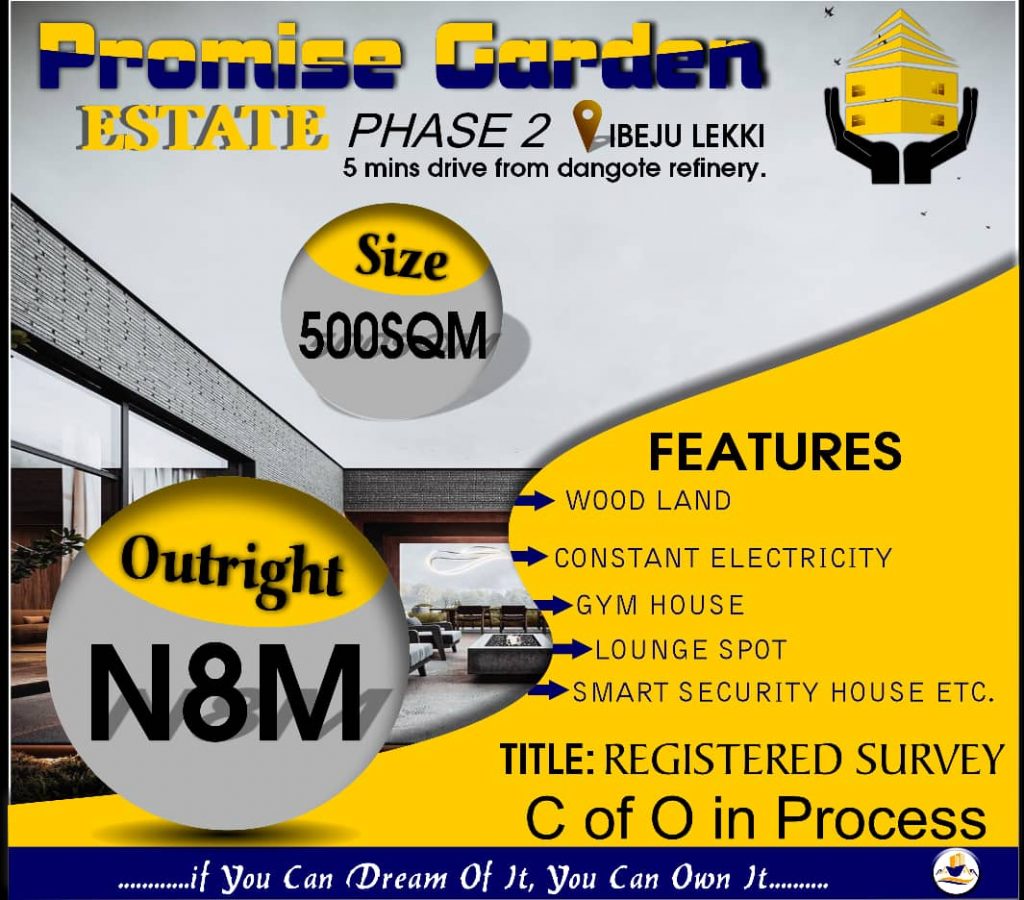 Promise Garden
ESTATE PHASE 2 IBEJU LEKKI
5 mins drive from dangote refinery.
Size
500SQM
FEATURES
WOOD LAND
CONSTANT ELECTRICITY
GYM HOUSE
LOUNGE SPOT
SMART SECURITY HOUSE ETC.
Outright
N8M
TITLE: REGISTERED SURVEY
C of O in Process
............if You Can Dream Of It, You Can Own It..........